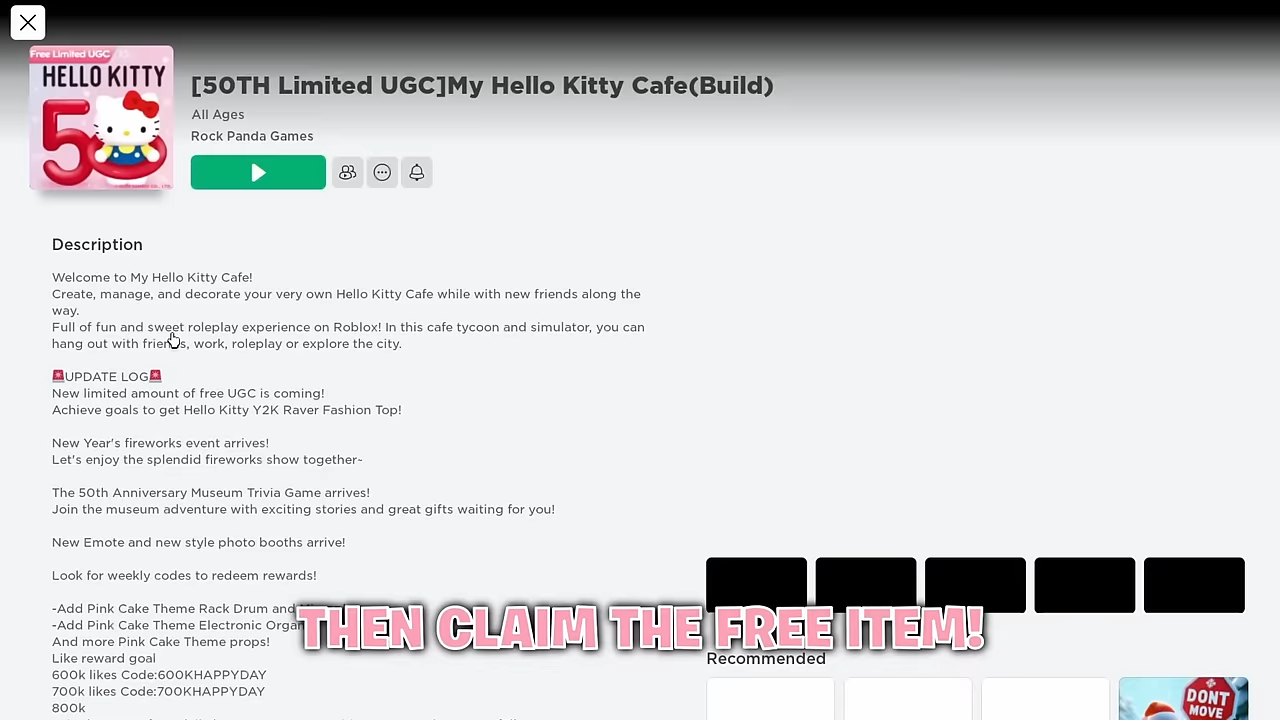 Free Limited UGC
HELLO KITTY
50
[50TH Limited UGC]My Hello Kitty Cafe(Build)
All Ages
Rock Panda Games
Description
Welcome to My Hello Kitty Cafe!
Create, manage, and decorate your very own Hello Kitty Cafe while with new friends along the
way.
Full of fun and sweet roleplay experience on Roblox! In this cafe tycoon and simulator, you can
hang out with friends, work, roleplay or explore the city.
🚨UPDATE LOG🚨
New limited amount of free UGC is coming!
Achieve goals to get Hello Kitty Y2K Raver Fashion Top!
New Year's fireworks event arrives!
Let's enjoy the splendid fireworks show together~
The 50th Anniversary Museum Trivia Game arrives!
Join the museum adventure with exciting stories and great gifts waiting for you!
New Emote and new style photo booths arrive!
Look for weekly codes to redeem rewards!
-Add Pink Cake Theme Rack Drum and
-Add Pink Cake Theme Electronic Organ
And more Pink Cake Theme props!
Like reward goal
600k likes Code:600KHAPPYDAY
700k likes Code:700KHAPPYDAY
800k
THEN CLAIM THE FREE ITEM!
Recommended
DONT
MOVE